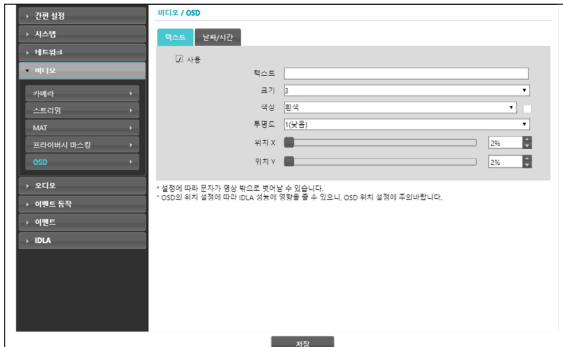 간편 설정
시스템
네트워크
비디오
카메라
스트리밍
MAT
프라이버시 마스킹
OSD
오디오
이벤트 동작
이벤트
IDLA
비디오 / OSD
텍스트 날짜/시간
사용
텍스트
크기 3
색상 흰색
투명도 1(낮음)
위치 X 2%
위치 Y 2%
* 설정에 따라 문자가 영상 밖으로 벗어날 수 있습니다.
* OSD의 위치 설정에 따라 IDLA 성능에 영향을 줄 수 있으니, OSD 위치 설정에 주의바랍니다.
저장